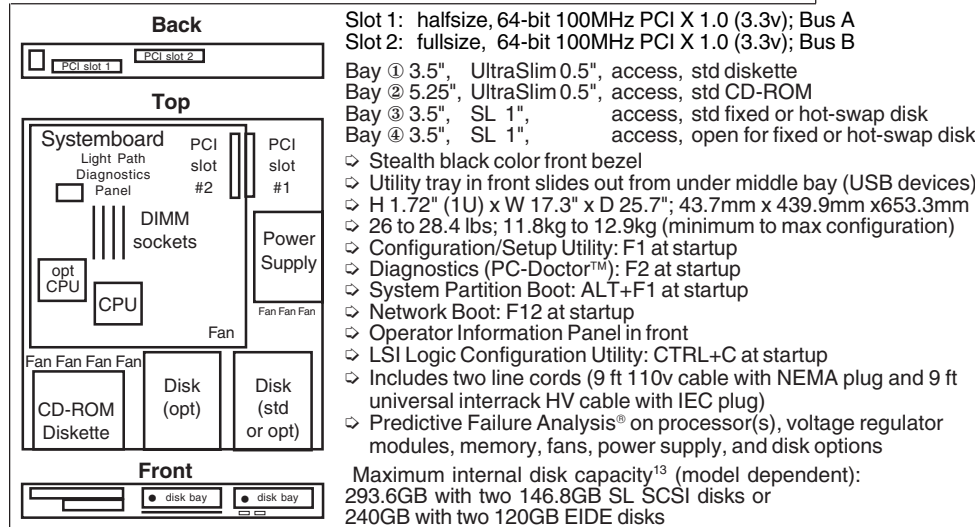 Back
PCI slot 1
PCI slot 2
Top
Systemboard
Light Path
Diagnostics
Panel
PCI
slot
#2
PCI
slot
#1
DIMM
sockets
Power
Supply
opt
CPU
CPU
Fan Fan Fan
Fan
Fan Fan Fan Fan
CD-ROM
Diskette
Disk
(opt)
Disk
(std
or opt)
Front
disk bay
disk bay
Slot 1: halfsize, 64-bit 100MHz PCI X 1.0 (3.3v); Bus A
Slot 2: fullsize, 64-bit 100MHz PCI X 1.0 (3.3v); Bus B
Bay ① 3.5", UltraSlim 0.5", access, std diskette
Bay ② 5.25", UltraSlim 0.5", access, std CD-ROM
Bay ③ 3.5", SL 1", access, std fixed or hot-swap disk
Bay ④ 3.5", SL 1", access, open for fixed or hot-swap disk
➭ Stealth black color front bezel
➭ Utility tray in front slides out from under middle bay (USB devices)
➭ H 1.72" (1U) x W 17.3" x D 25.7"; 43.7mm x 439.9mm x653.3mm
➭ 26 to 28.4 lbs; 11.8kg to 12.9kg (minimum to max configuration)
➭ Configuration/Setup Utility: F1 at startup
➭ Diagnostics (PC-Doctor™): F2 at startup
➭ System Partition Boot: ALT+F1 at startup
➭ Network Boot: F12 at startup
➭ Operator Information Panel in front
➭ LSI Logic Configuration Utility: CTRL+C at startup
➭ Includes two line cords (9 ft 110v cable with NEMA plug and 9 ft
universal interrack HV cable with IEC plug)
➭ Predictive Failure Analysis® on processor(s), voltage regulator
modules, memory, fans, power supply, and disk options
Maximum internal disk capacity¹³ (model dependent):
293.6GB with two 146.8GB SL SCSI disks or
240GB with two 120GB EIDE disks